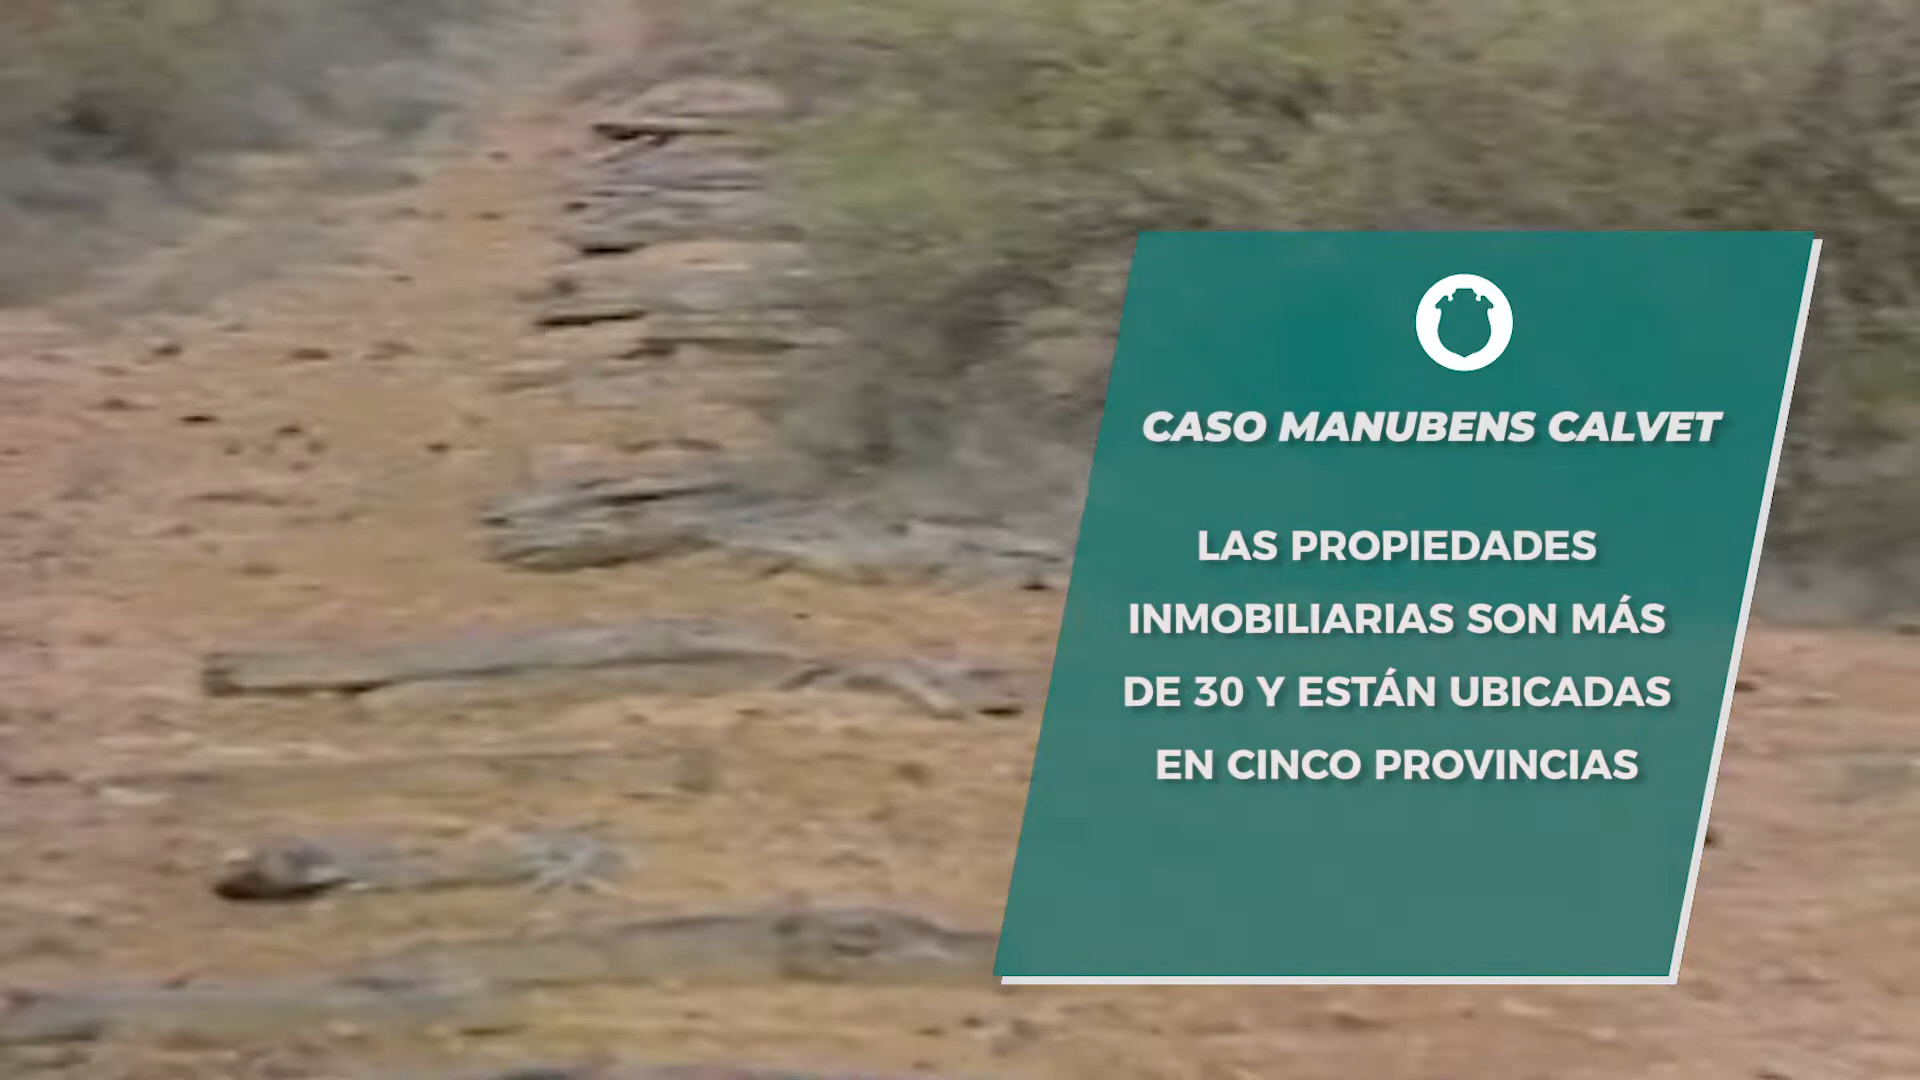 CASO MANUBENS CALVET
LAS PROPIEDADES
INMOBILIARIAS SON MÁS
DE 30 Y ESTÁN UBICADAS
EN CINCO PROVINCIAS